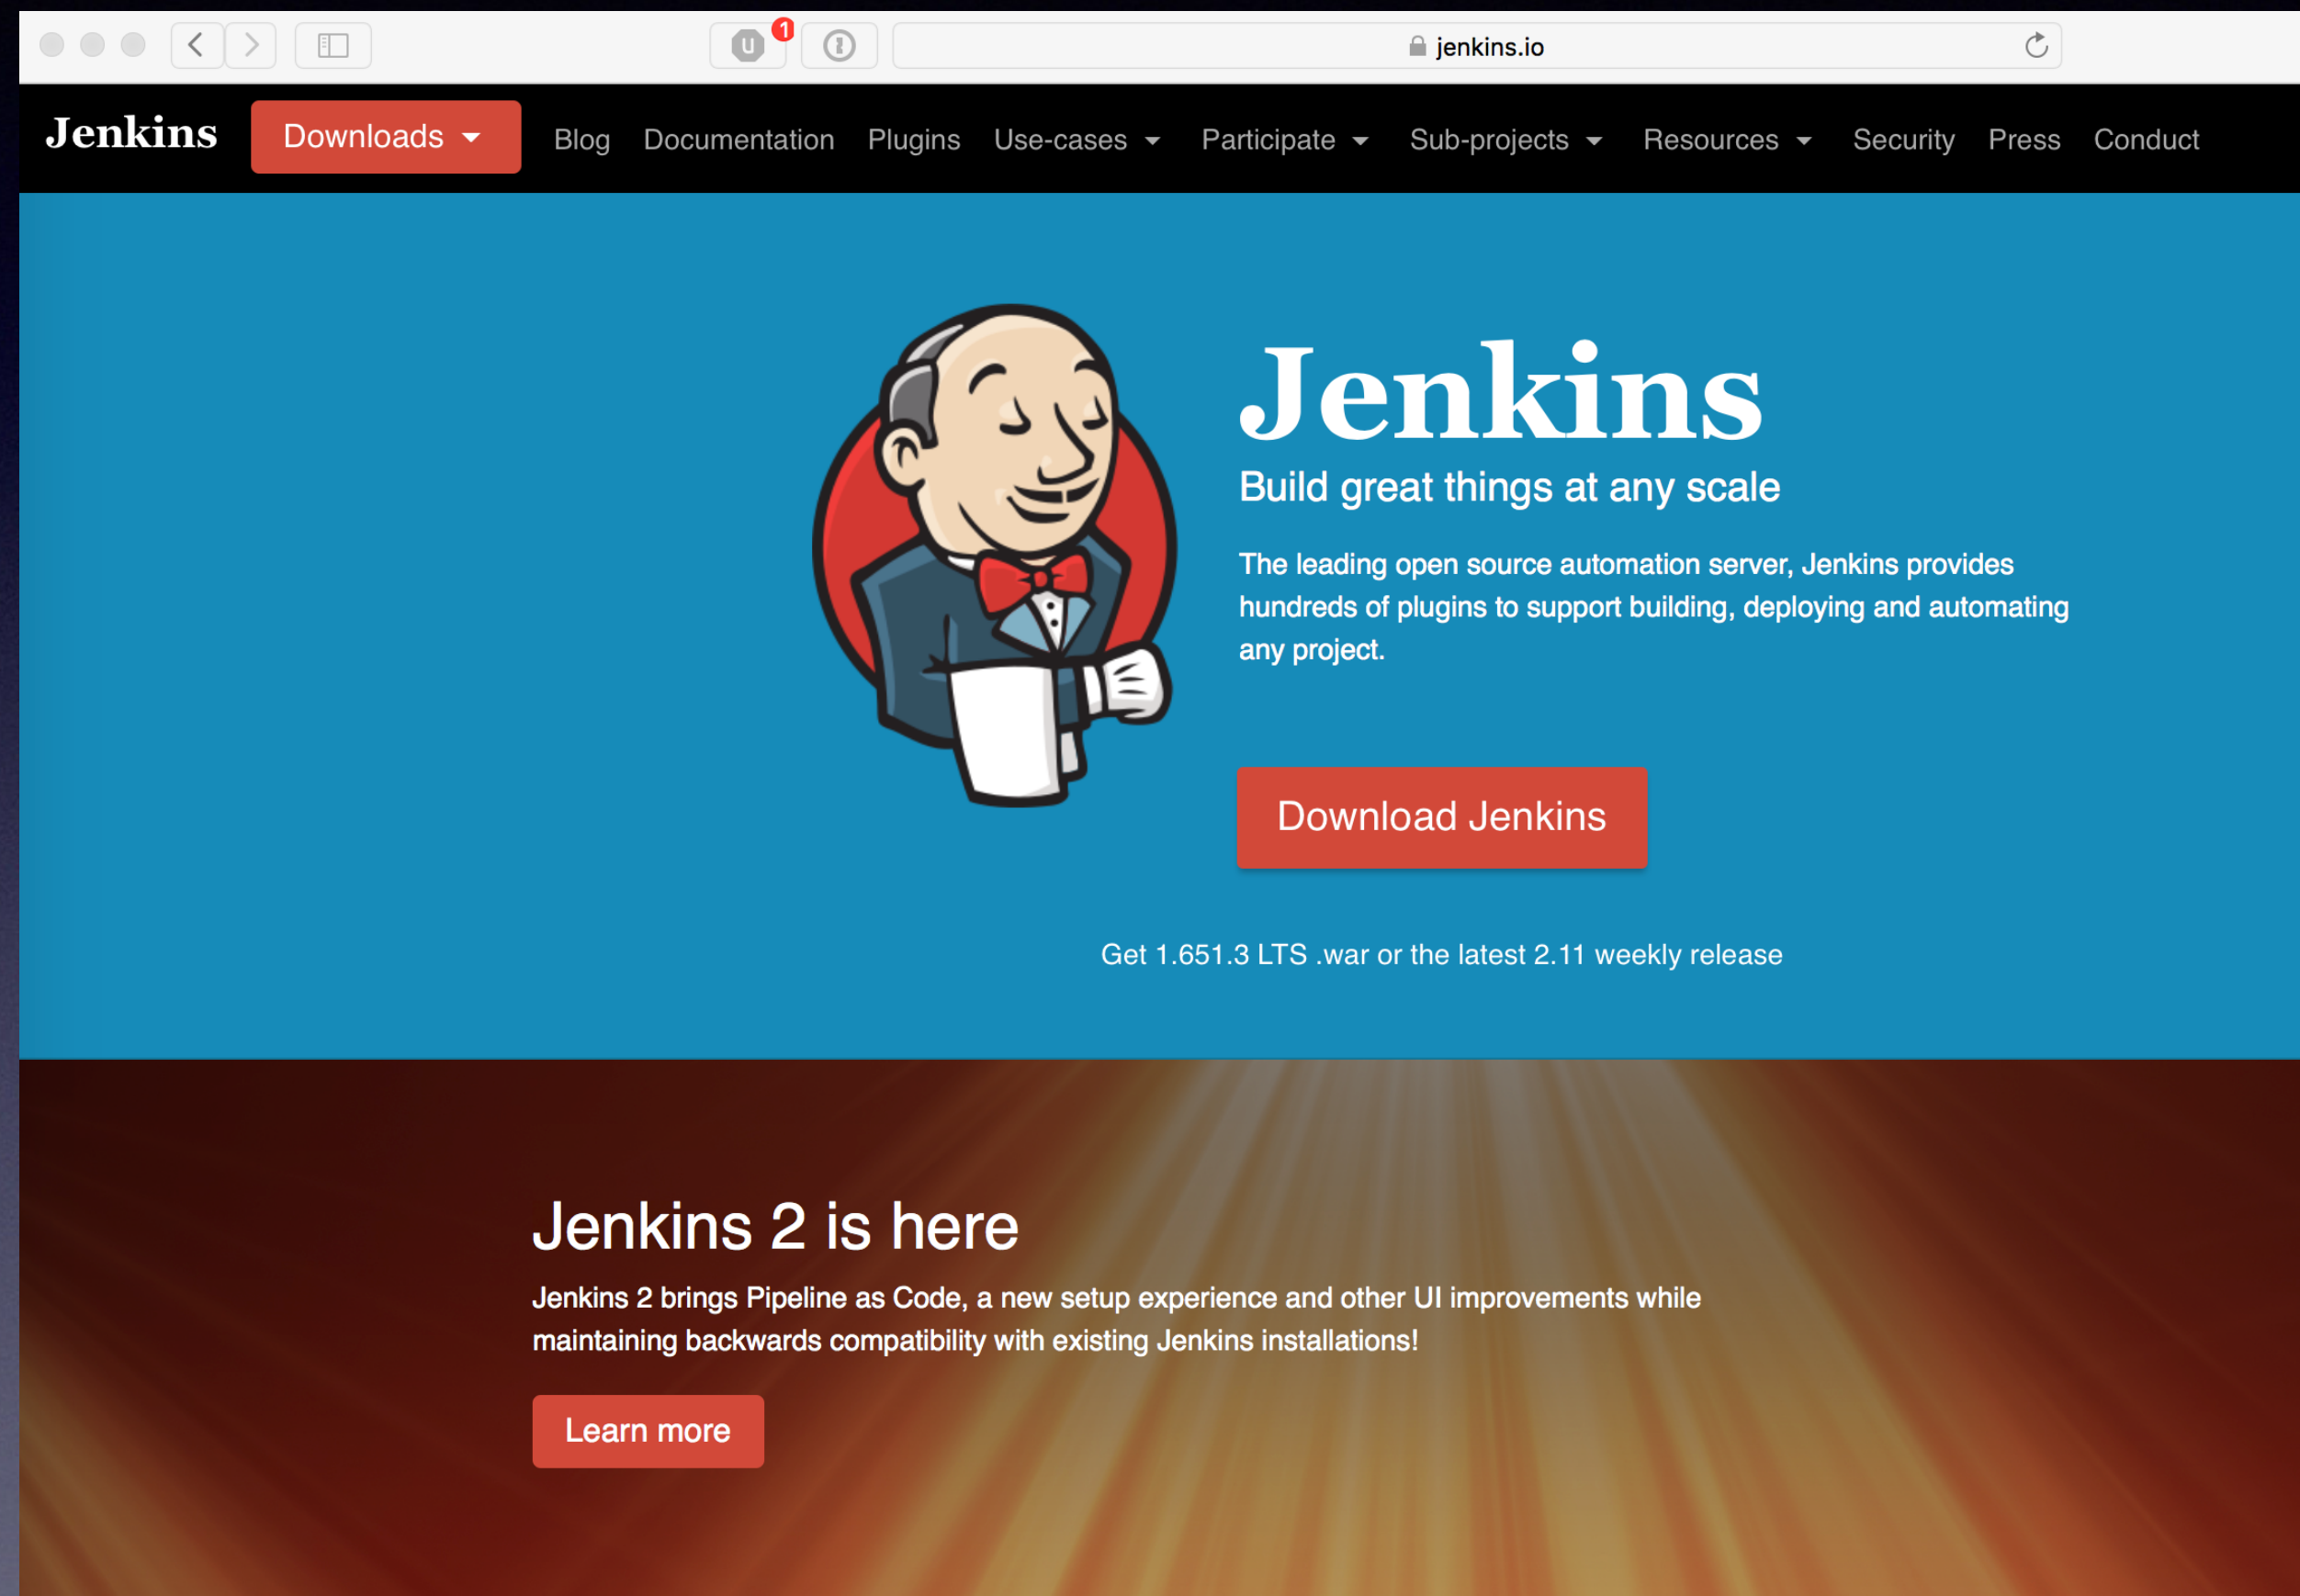 U 1 jenkins.io
Jenkins Downloads Blog Documentation Plugins Use-cases Participate Sub-projects Resources Security Press Conduct
Jenkins
Build great things at any scale
The leading open source automation server, Jenkins provides
hundreds of plugins to support building, deploying and automating
any project.
Download Jenkins
Get 1.651.3 LTS .war or the latest 2.11 weekly release
Jenkins 2 is here
Jenkins 2 brings Pipeline as Code, a new setup experience and other UI improvements while
maintaining backwards compatibility with existing Jenkins installations!
Learn more